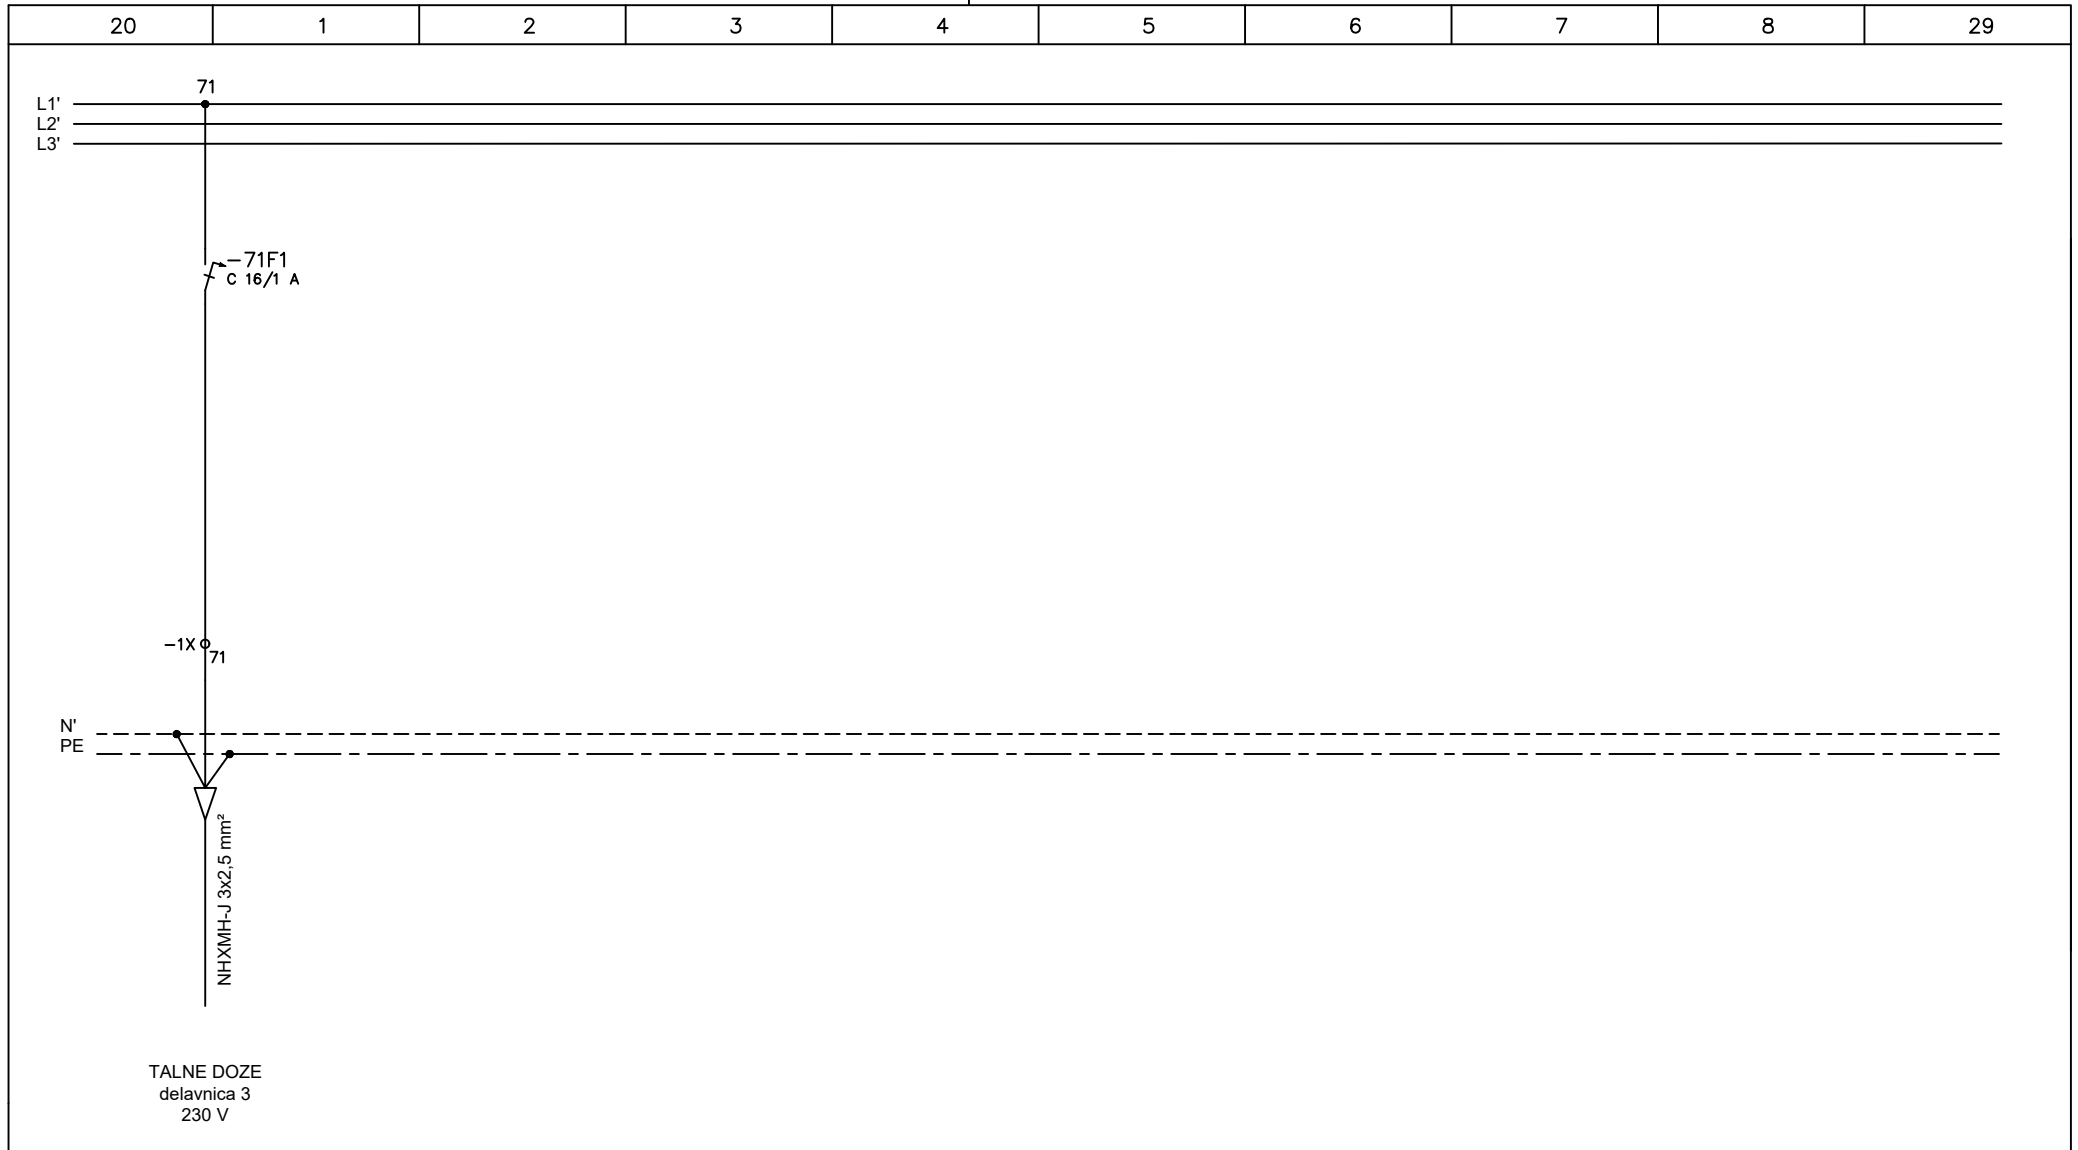 20 1 2 3 4 5 6 7 8 29
71
L1'
L2'
L3'
-71F1
C 16/1 A
-1X
71
N'
PE
NHXMH-J 3x2,5 mm²
TALNE DOZE
delavnica 3
230 V